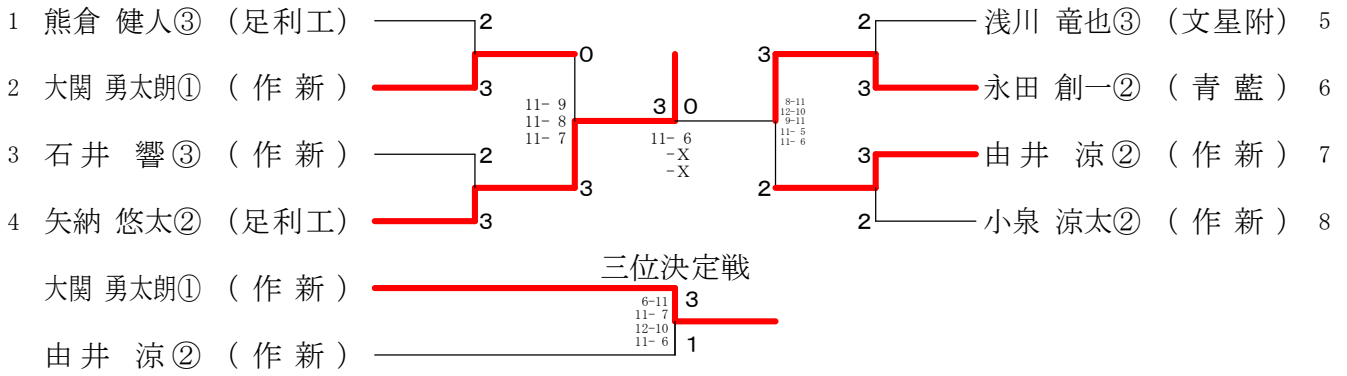 1 熊倉 健人③ (足利工)
2
浅川 竜也③ (文星附) 5
2
0
3
2 大関 勇太朗① (作新)
3
永田 創一② (青藍) 6
3
11- 9
11- 8
11- 7
3 0
11- 6
-X
-X
8-11
12-10
9-11
11- 5
11- 6
3 石井 響③ (作新)
2
由井 涼② (作新) 7
3
3
2
4 矢納 悠太② (足利工)
3
小泉 涼太② (作新) 8
2
三位決定戦
大関 勇太朗① (作新)
6-11
11- 7
12-10
11- 6
3
1
由井 涼② (作新)